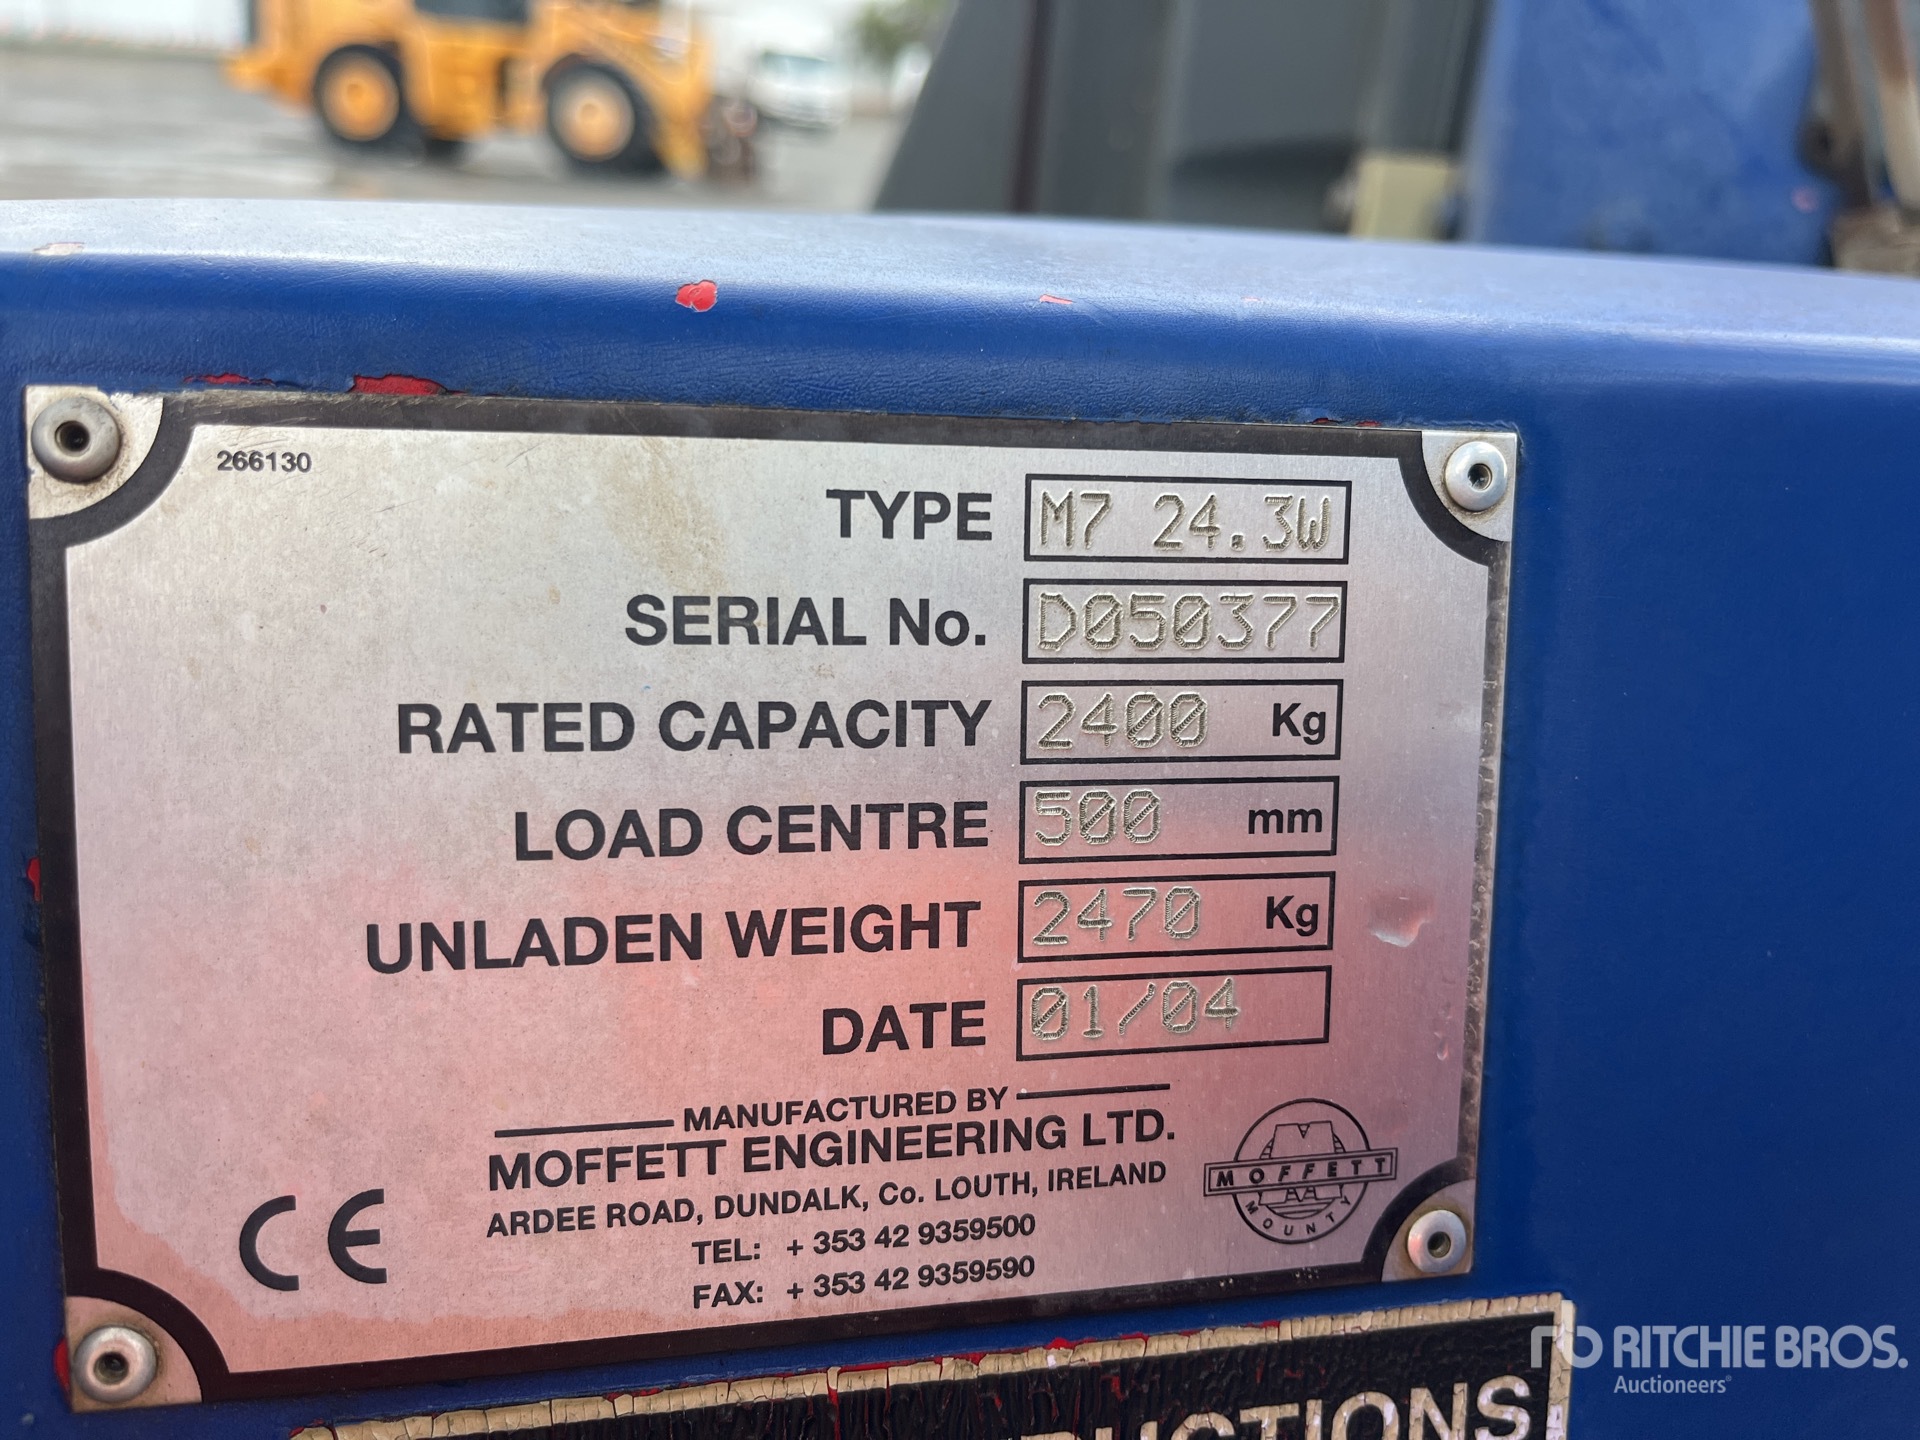 266130
TYPE M7 24.3W
SERIAL No. D050377
RATED CAPACITY 2400 Kg
LOAD CENTRE 500 mm
UNLADEN WEIGHT 2470 Kg
DATE 01/04
MANUFACTURED BY
MOFFETT ENGINEERING LTD.
ARDEE ROAD, DUNDALK, Co. LOUTH, IRELAND
TEL: + 353 42 9359500
FAX: + 353 42 9359590
CE
MOFFETT
MOUNTY
RITCHIE BROS.
Auctioneers